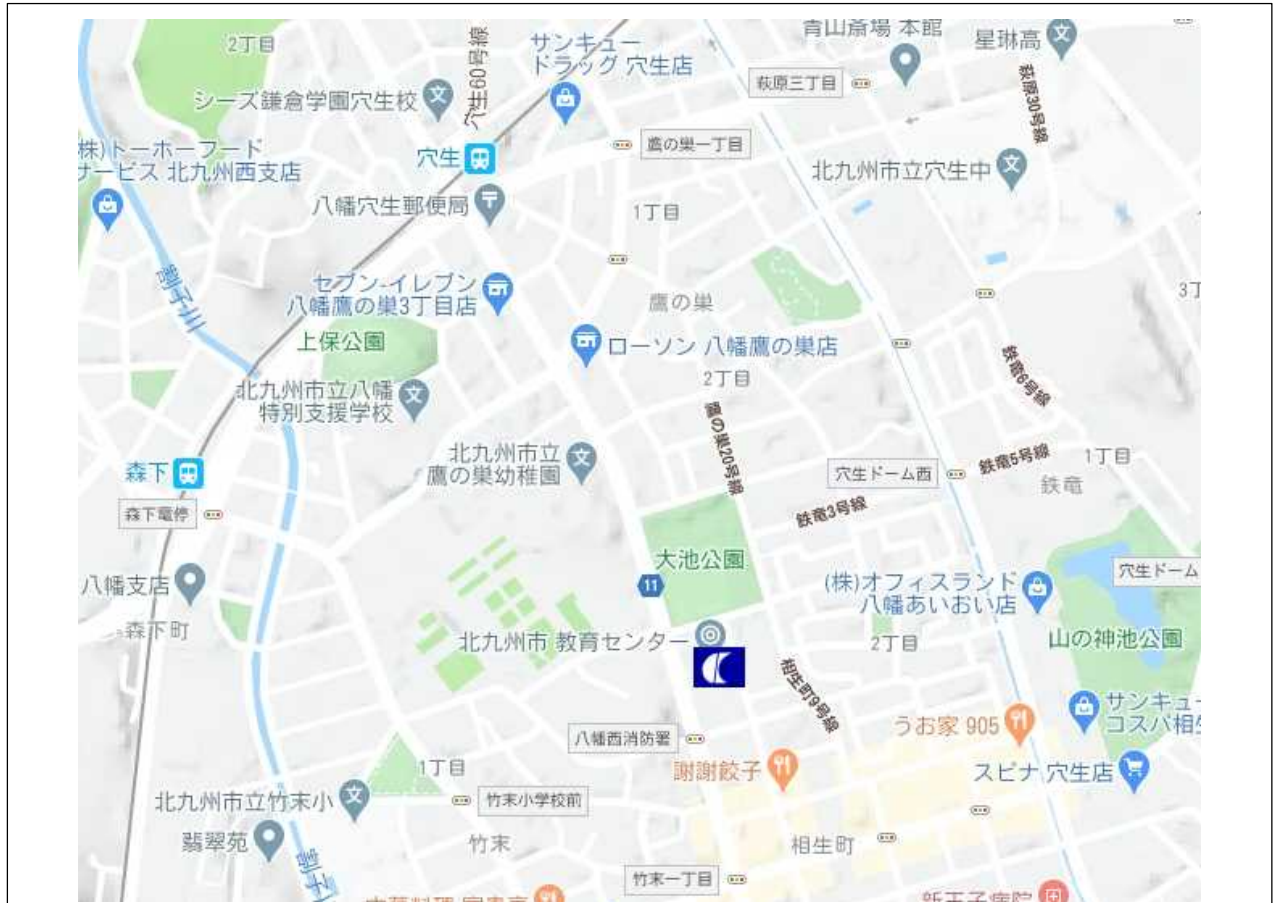 2丁目
穴生60号線
サンキュー
ドラッグ 穴生店
青山斎場 本館
星琳高
萩原三丁目
萩原30号線
シーズ鎌倉学園穴生校
株)トーホーフード
サービス 北九州西支店
穴生
鷹の巣一丁目
北九州市立穴生中
八幡穴生郵便局
1丁目
割子川
セブン-イレブン
八幡鷹の巣3丁目店
鷹の巣
3丁
上保公園
ローソン 八幡鷹の巣店
2丁目
鉄竜6号線
北九州市立八幡
特別支援学校
鷹の巣20号線
北九州市立
鷹の巣幼稚園
森下
穴生ドーム西
鉄竜5号線
1丁目
鉄竜
森下電停
鉄竜3号線
大池公園
11
八幡支店
(株)オフィスランド
八幡あいおい店
穴生ドーム
森下町
北九州市 教育センター
2丁目
山の神池公園
相生町9号線
サンキュー
コスパ相生
うお家 905
八幡西消防署
謝謝餃子
スピナ 穴生店
1丁目
北九州市立竹末小
竹末小学校前
翡翠苑
竹末
相生町
割子
竹末一丁目